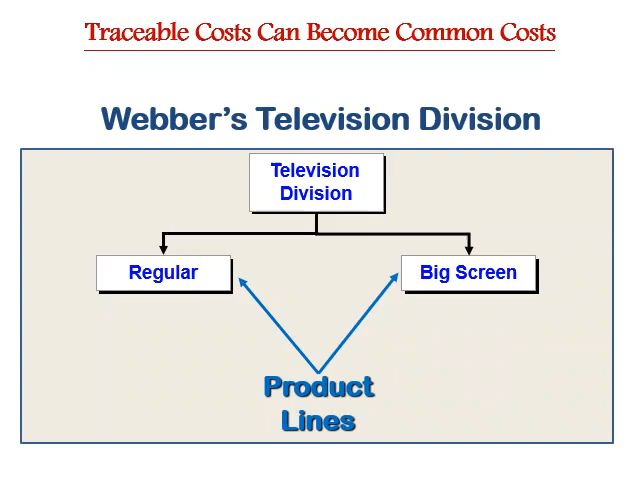 Traceable Costs Can Become Common Costs
Webber's Television Division
Television
Division
Regular
Big Screen
Product
Lines